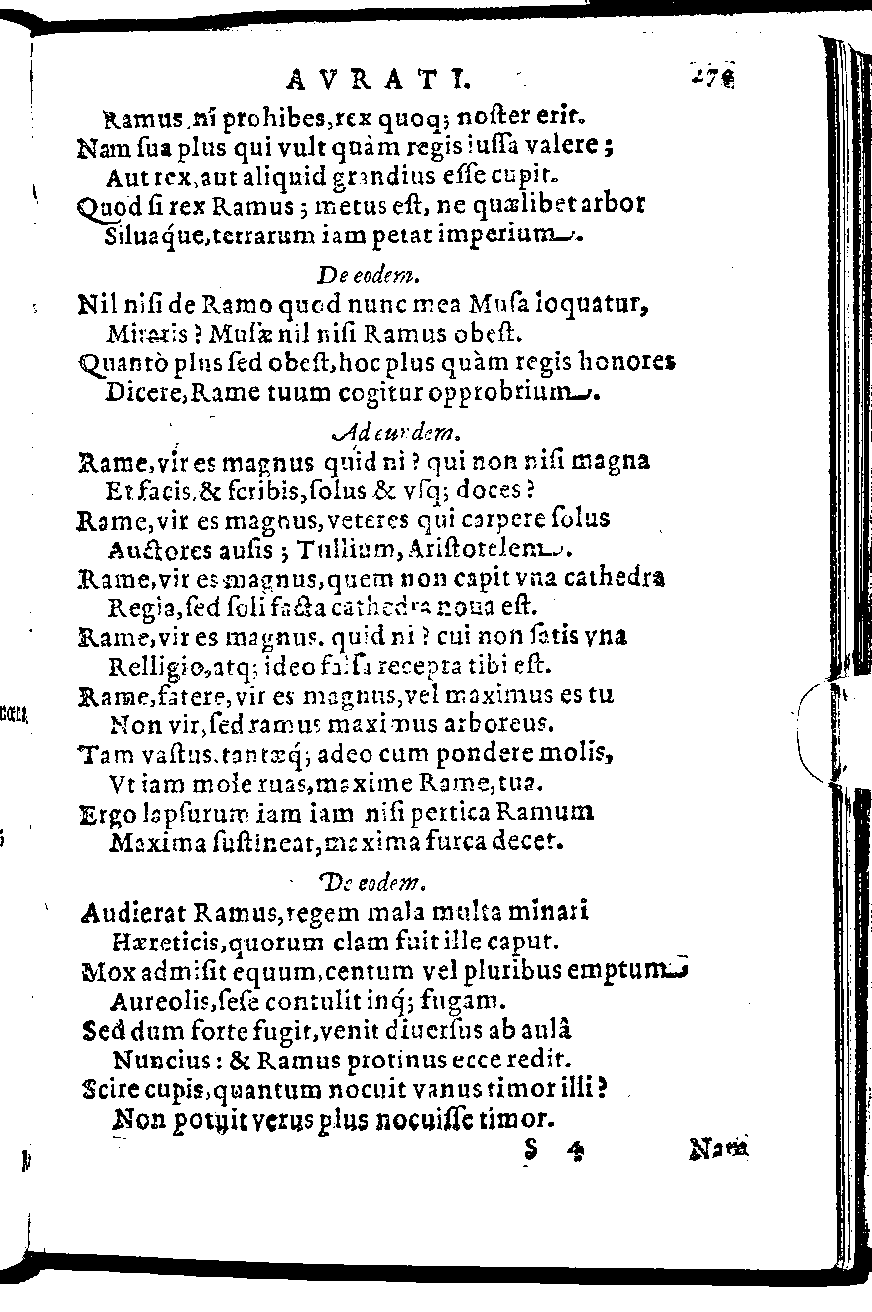 AVRATI. 279
Ramus, ni prohibes, rex quoq; noſter erit.
Nam ſua plus qui vult quàm regis iuſſa valere;
Aut rex, aut aliquid grandius eſſe cupit.
Quod ſi rex Ramus; metus eſt, ne quælibet arbor
Siluaq́ue, terrarum iam petat imperium.
De eodem.
Nil niſi de Ramo quod nunc mea Muſa loquatur,
Miraris? Muſæ nil niſi Ramus obeſt.
Quantò plus ſed obeſt, hoc plus quàm regis honores
Dicere, Rame tuum cogitur opprobrium.
Ad eundem.
Rame, vir es magnus quid ni? qui non niſi magna
Et facis, & ſcribis, ſolus & vſq; doces?
Rame, vir es magnus, veteres qui carpere ſolus
Auctores auſis; Tullium, Ariſtotelem.
Rame, vir es magnus, quem non capit vna cathedra
Regia, ſed ſoli facta cathedra noua eſt.
Rame, vir es magnus. quid ni? cui non ſatis vna
Relligio, atq; ideo falſa recepta tibi eſt.
Rame, fatere, vir es magnus, vel maximus es tu
Non vir, ſed ramus maximus arboreus.
Tam vaſtus, tantæq́; adeo cum pondere molis,
Vt iam mole ruas, maxime Rame, tua.
Ergo lapſurum iam iam niſi pertica Ramum
Maxima ſuſtineat, maxima furca decet.
De eodem.
Audierat Ramus, regem mala multa minari
Hæreticis, quorum clam fuit ille caput.
Mox admiſit equum, centum vel pluribus emptum
Aureolis, ſeſe contulit inq́; fugam.
Sed dum forte fugit, venit diuerſus ab aulâ
Nuncius: & Ramus protinus ecce redit.
Scire cupis, quantum nocuit vanus timor illi?
Non potuit verus plus nocuiſſe timor.
S 4 Nam